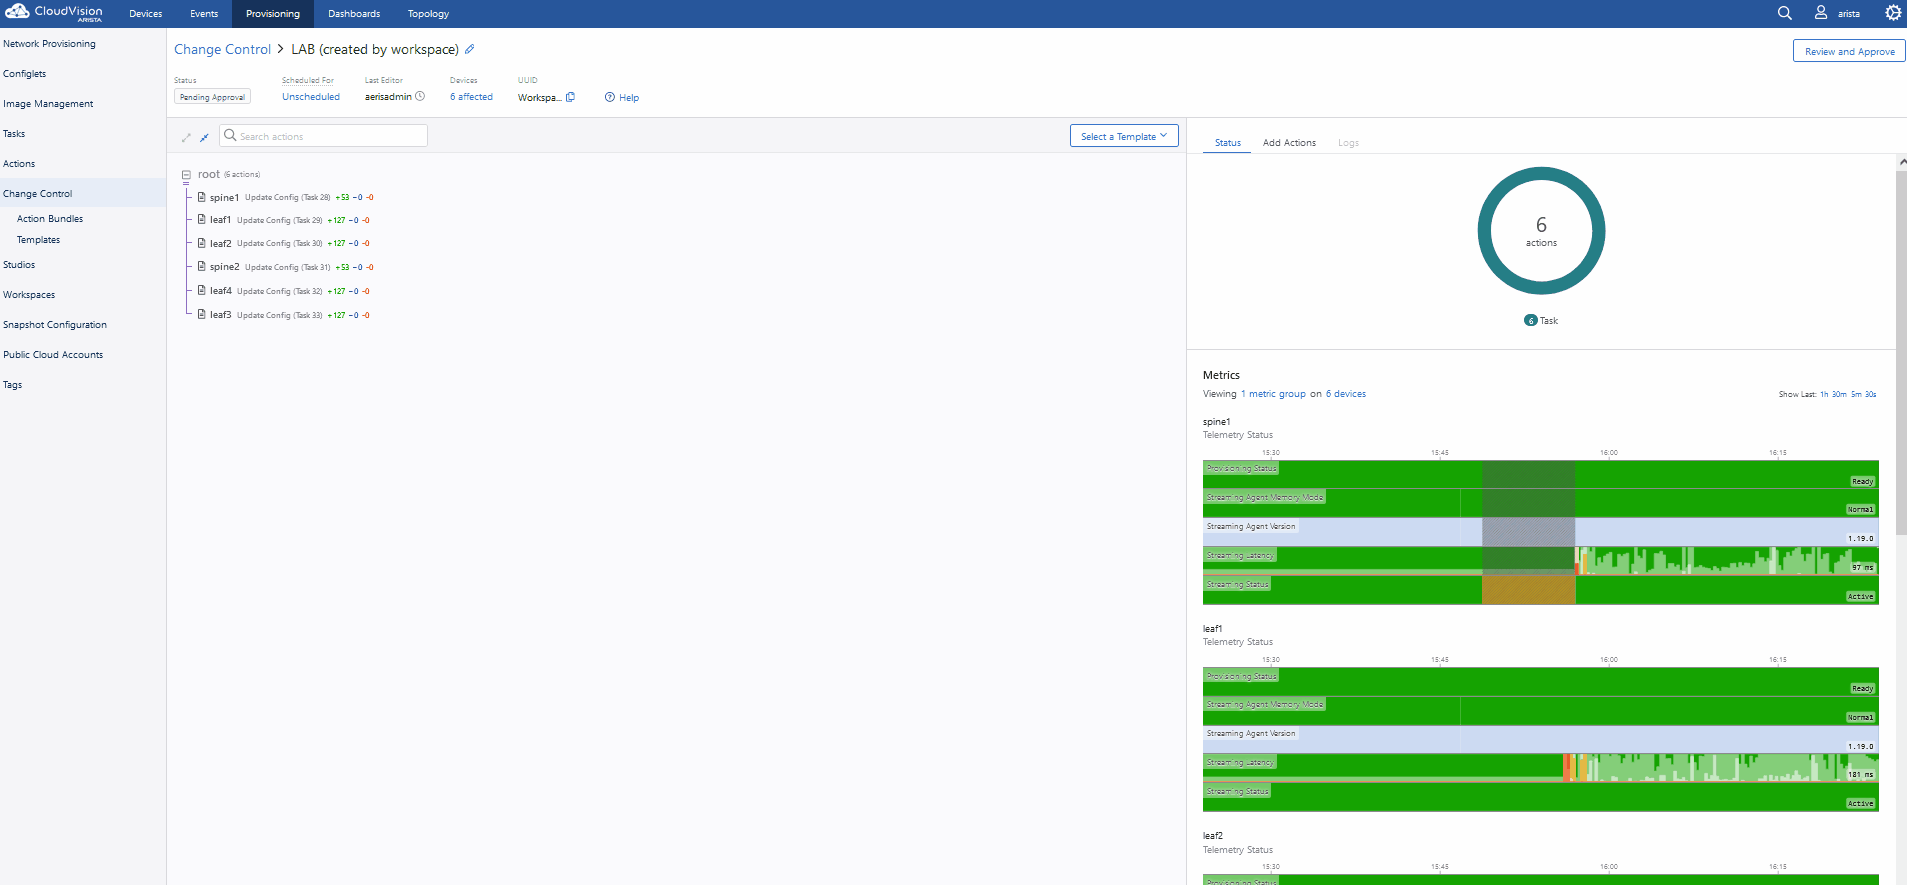 CloudVision
ARISTA
Devices
Events
Provisioning
Dashboards
Topology
arista
Network Provisioning
Configlets
Image Management
Tasks
Actions
Change Control
Action Bundles
Templates
Studios
Workspaces
Snapshot Configuration
Public Cloud Accounts
Tags
Change Control > LAB (created by workspace)
Review and Approve
Status
Pending Approval
Scheduled For
Unscheduled
Last Editor
aerisadmin
Devices
6 affected
UUID
Workspa...
Help
Search actions
Select a Template
root (6 actions)
spine1 Update Config (Task 28) +53 ~0 -0
leaf1 Update Config (Task 29) +127 ~0 -0
leaf2 Update Config (Task 30) +127 ~0 -0
spine2 Update Config (Task 31) +53 ~0 -0
leaf4 Update Config (Task 32) +127 ~0 -0
leaf3 Update Config (Task 33) +127 ~0 -0
Status
Add Actions
Logs
6
actions
6 Task
Metrics
Viewing 1 metric group on 6 devices
Show Last: 1h 30m 5m 30s
spine1
Telemetry Status
15:30 15:45 16:00 16:15
Provisioning Status
Ready
Streaming Agent Memory Mode
Normal
Streaming Agent Version
1.19.0
Streaming Latency
97 ms
Streaming Status
Active
leaf1
Telemetry Status
15:30 15:45 16:00 16:15
Provisioning Status
Ready
Streaming Agent Memory Mode
Normal
Streaming Agent Version
1.19.0
Streaming Latency
181 ms
Streaming Status
Active
leaf2
Telemetry Status
15:30 15:45 16:00 16:15
Provisioning Status